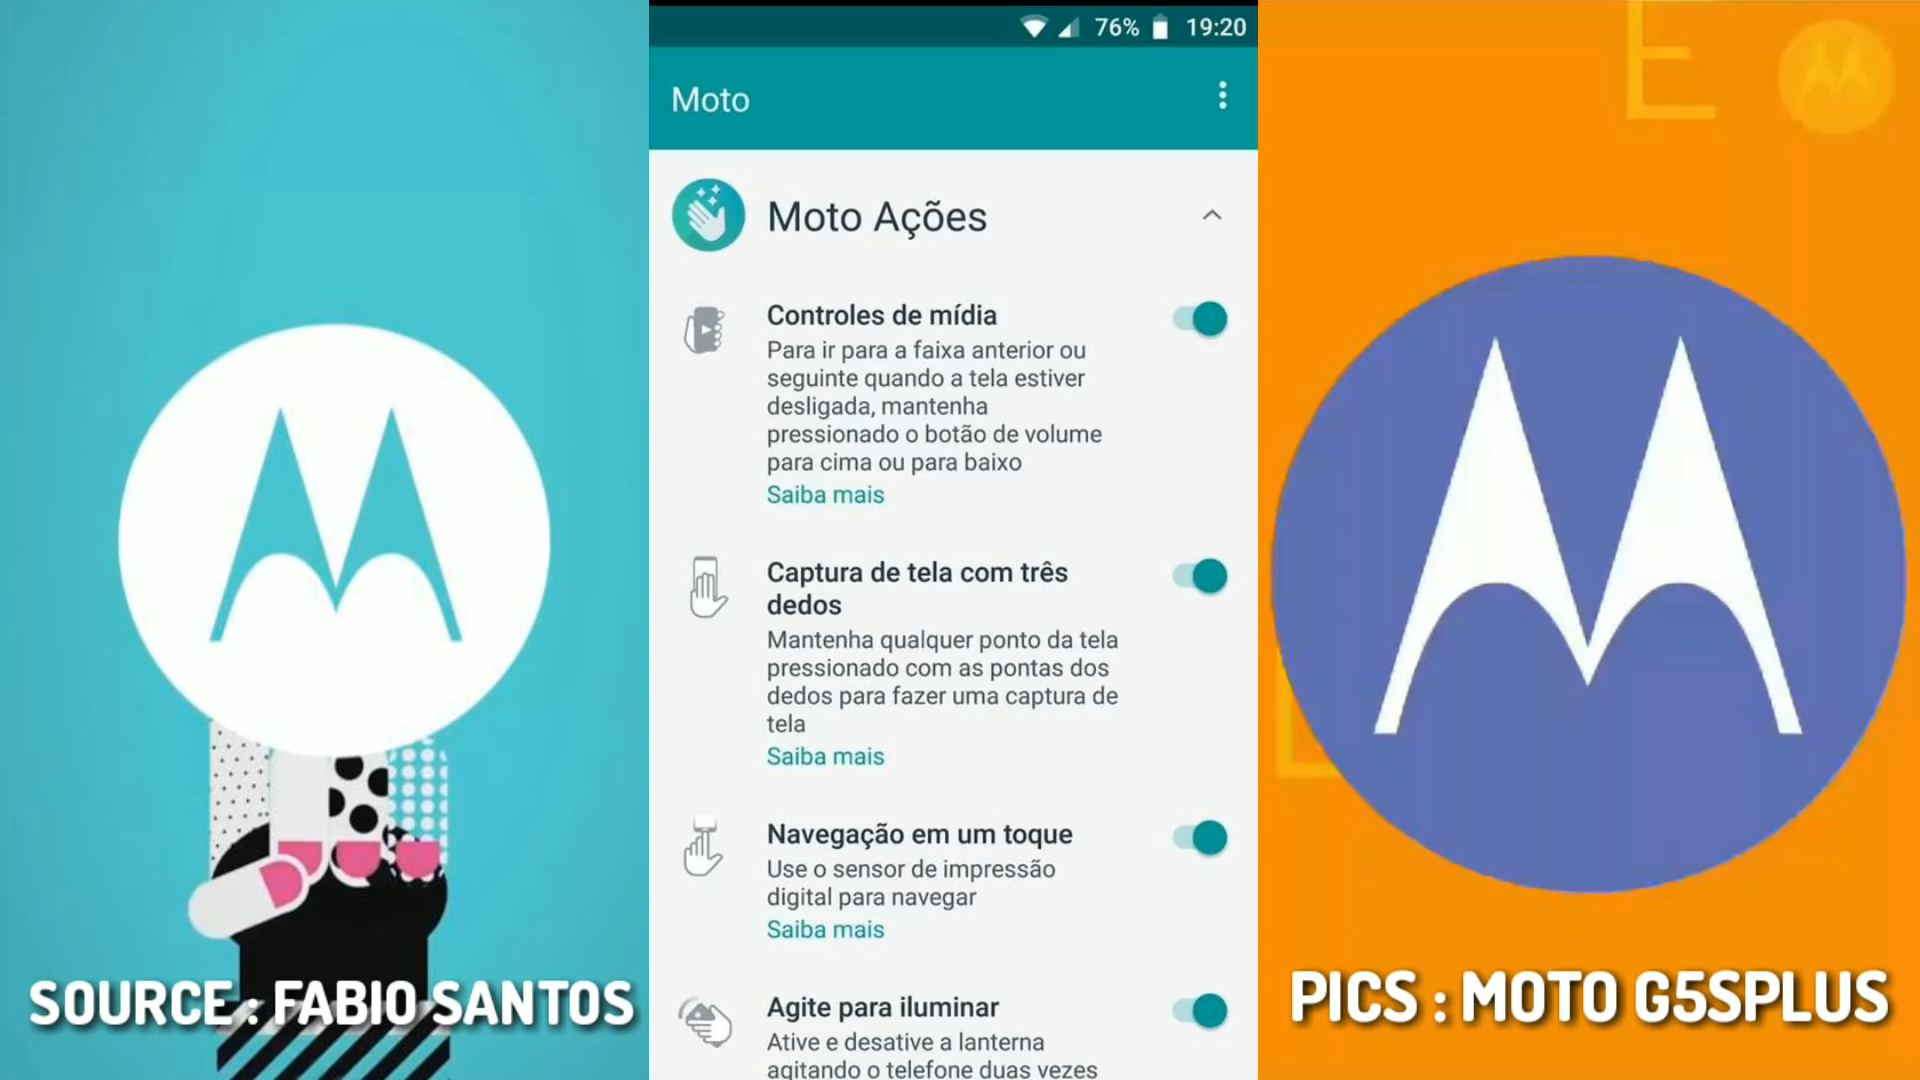 76% 19:20
Moto
Moto Ações
Controles de mídia
Para ir para a faixa anterior ou
seguinte quando a tela estiver
desligada, mantenha
pressionado o botão de volume
para cima ou para baixo
Saiba mais
Captura de tela com três
dedos
Mantenha qualquer ponto da tela
pressionado com as pontas dos
dedos para fazer uma captura de
tela
Saiba mais
Navegação em um toque
Use o sensor de impressão
digital para navegar
Saiba mais
Agite para iluminar
Ative e desative a lanterna
agitando o telefone duas vezes
SOURCE : FABIO SANTOS
E
PICS : MOTO G5SPLUS